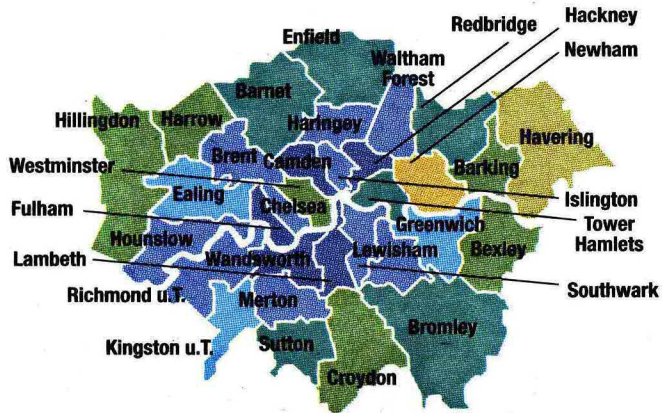 Hackney
Redbridge
Enfield
Newham
Waltham
Forest
Barnet
Hillingdon
Harrow
Haringey
Havering
Brent
Camden
Westminster
Barking
Ealing
Islington
Chelsea
Fulham
Greenwich
Tower
Hamlets
Hounslow
Lewisham
Bexley
Wandsworth
Lambeth
Southwark
Richmond u.T.
Merton
Bromley
Kingston u.T.
Sutton
Croydon